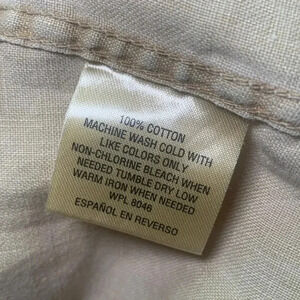 100% COTTON
MACHINE WASH COLD WITH
LIKE COLORS ONLY
NON-CHLORINE BLEACH WHEN
NEEDED TUMBLE DRY LOW
WARM IRON WHEN NEEDED
WPL 8046
ESPAÑOL EN REVERSO